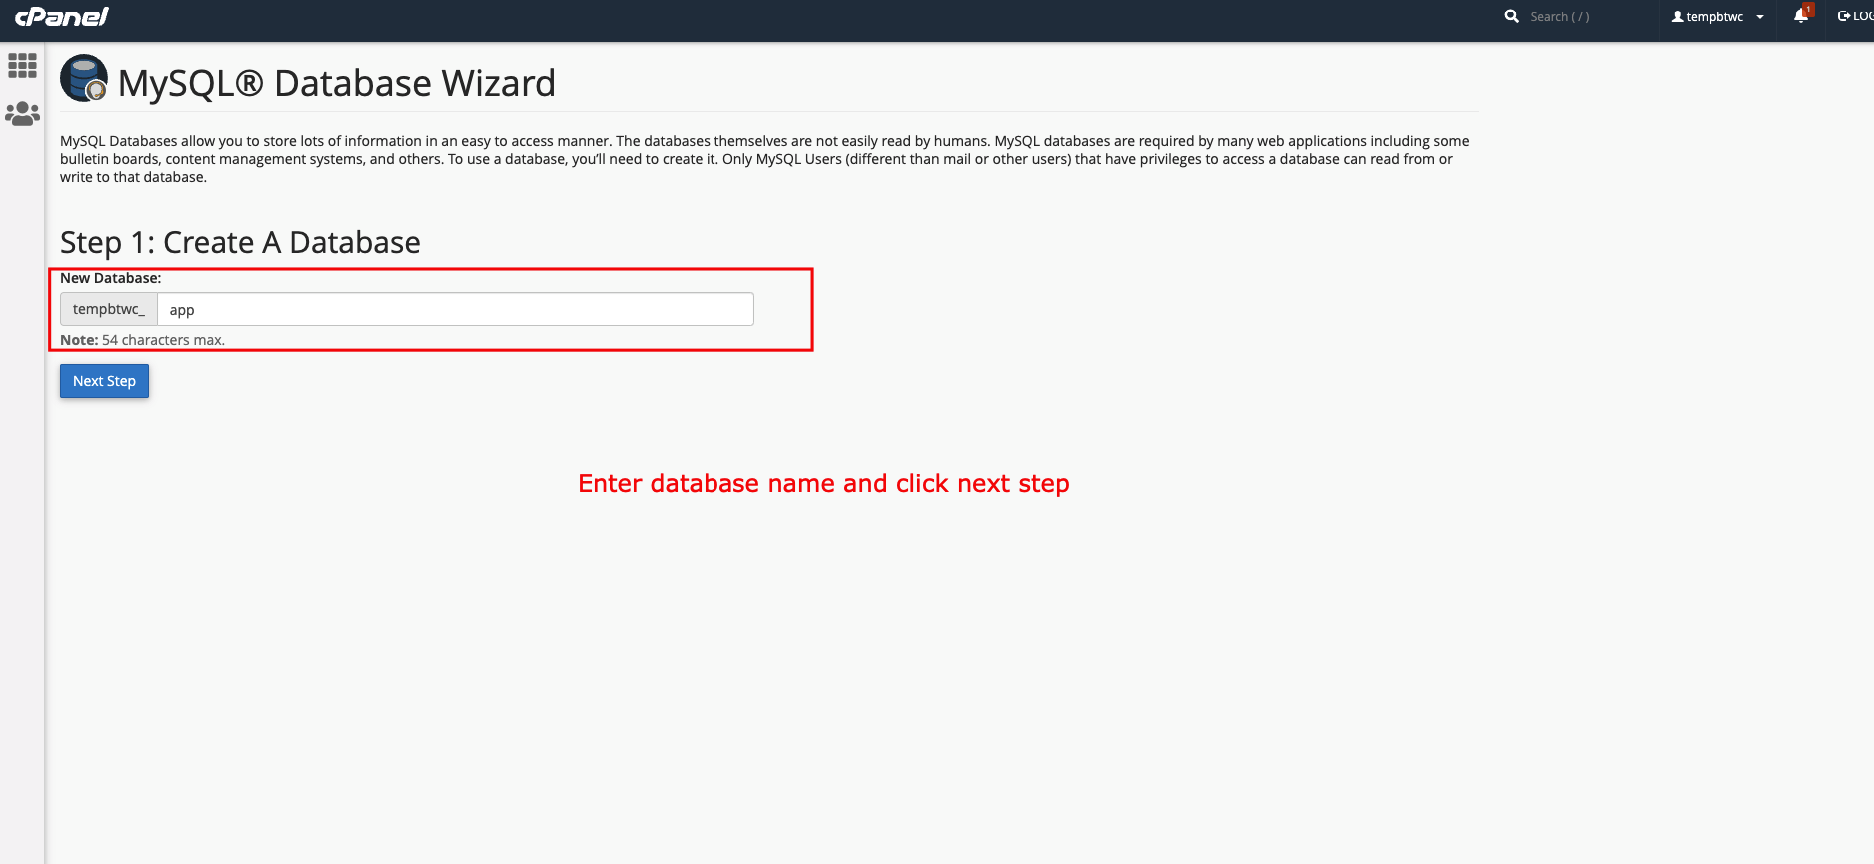 cPanel
Search ( / )
tempbtwc
1
MySQL® Database Wizard
MySQL Databases allow you to store lots of information in an easy to access manner. The databases themselves are not easily read by humans. MySQL databases are required by many web applications including some
bulletin boards, content management systems, and others. To use a database, you’ll need to create it. Only MySQL Users (different than mail or other users) that have privileges to access a database can read from or
write to that database.
Step 1: Create A Database
New Database:
tempbtwc_ app
Note: 54 characters max.
Next Step
Enter database name and click next step